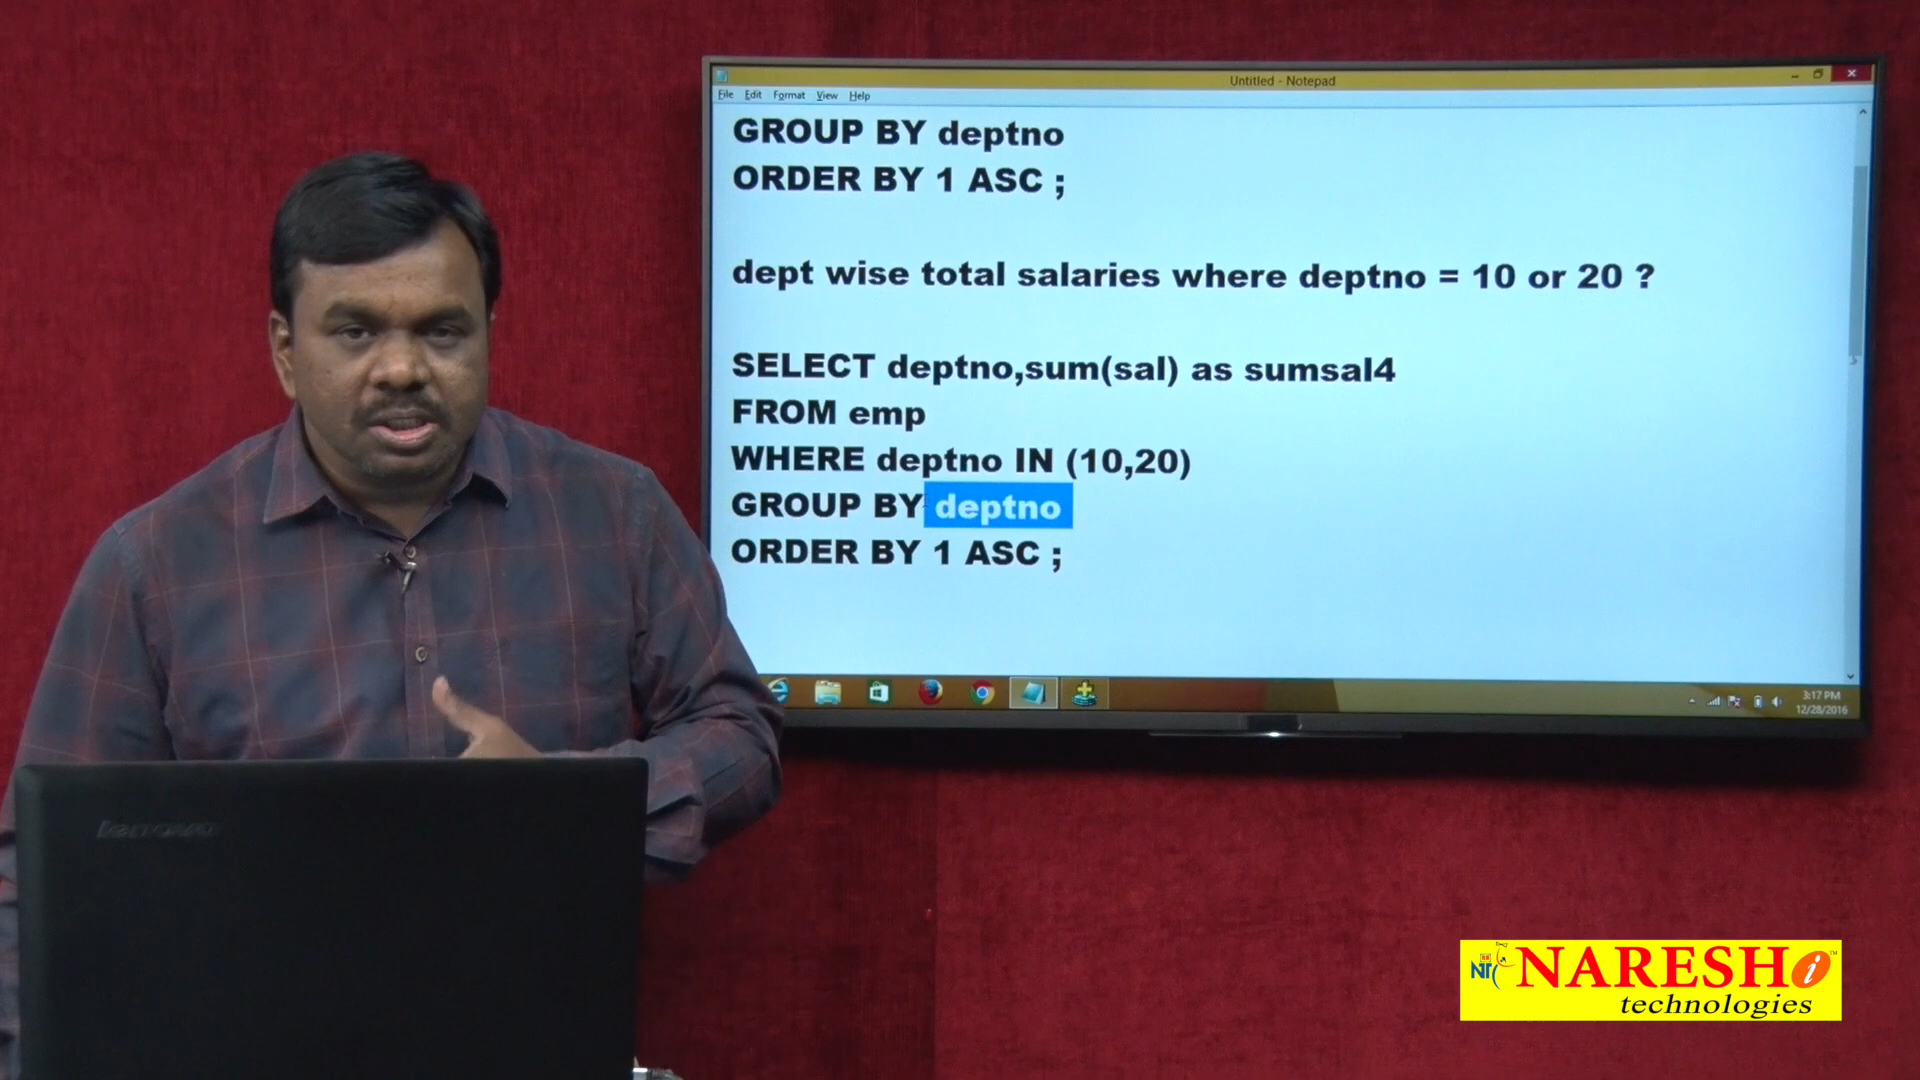 Untitled - Notepad
File Edit Format View Help
GROUP BY deptno
ORDER BY 1 ASC ;
dept wise total salaries where deptno = 10 or 20 ?
SELECT deptno,sum(sal) as sumsal4
FROM emp
WHERE deptno IN (10,20)
GROUP BY deptno
ORDER BY 1 ASC ;
3:17 PM
12/28/2016
lenovo
NARESH i ™
technologies